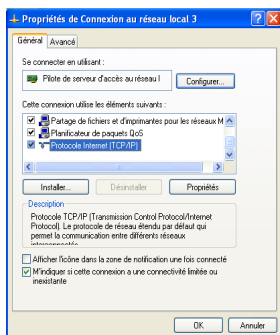 Propriétés de Connexion au réseau local 3
Général
Avancé
Se connecter en utilisant :
Pilote de serveur d'accès au réseau l
Configurer...
Cette connexion utilise les éléments suivants :
Partage de fichiers et d'imprimantes pour les réseaux M
Planificateur de paquets QoS
Protocole Internet (TCP/IP)
Installer...
Désinstaller
Propriétés
Description
Protocole TCP/IP (Transmission Control Protocol/Internet
Protocol). Le protocole de réseau étendu par défaut qui
permet la communication entre différents réseaux
interconnectés
Afficher l'icône dans la zone de notification une fois connecté
M'indiquer si cette connexion a une connectivité limitée ou
inexistante
OK
Annuler